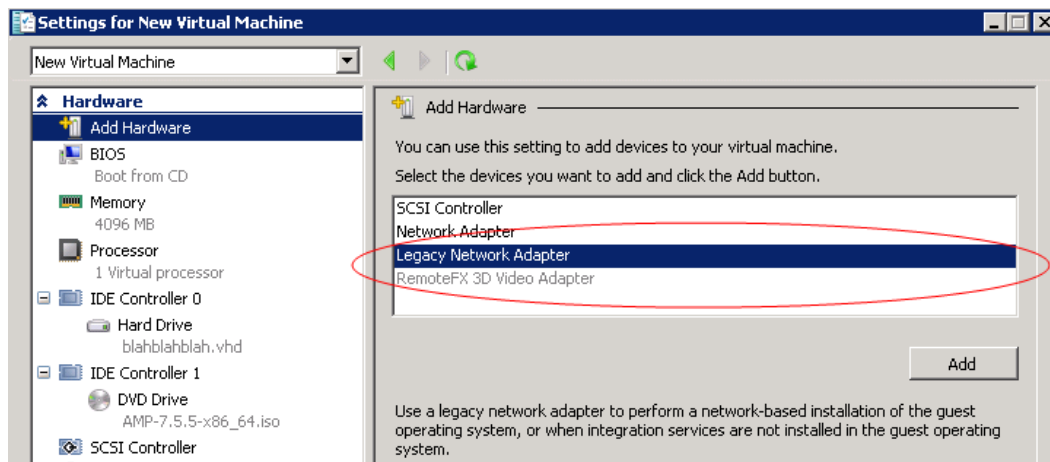 Settings for New Virtual Machine
New Virtual Machine
Hardware
Add Hardware
BIOS
Boot from CD
Memory
4096 MB
Processor
1 Virtual processor
IDE Controller 0
Hard Drive
blahblahblah.vhd
IDE Controller 1
DVD Drive
AMP-7.5.5-x86_64.iso
SCSI Controller
Add Hardware
You can use this setting to add devices to your virtual machine.
Select the devices you want to add and click the Add button.
SCSI Controller
Network Adapter
Legacy Network Adapter
RemoteFX 3D Video Adapter
Add
Use a legacy network adapter to perform a network-based installation of the guest
operating system, or when integration services are not installed in the guest operating
system.